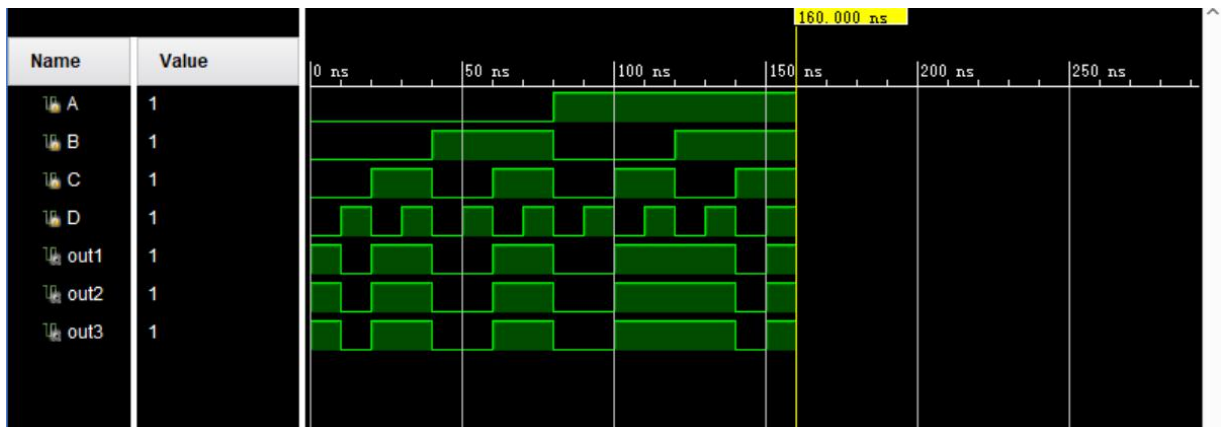 160.000 ns
Name Value
0 ns 50 ns 100 ns 150 ns 200 ns 250 ns
A 1
B 1
C 1
D 1
out1 1
out2 1
out3 1